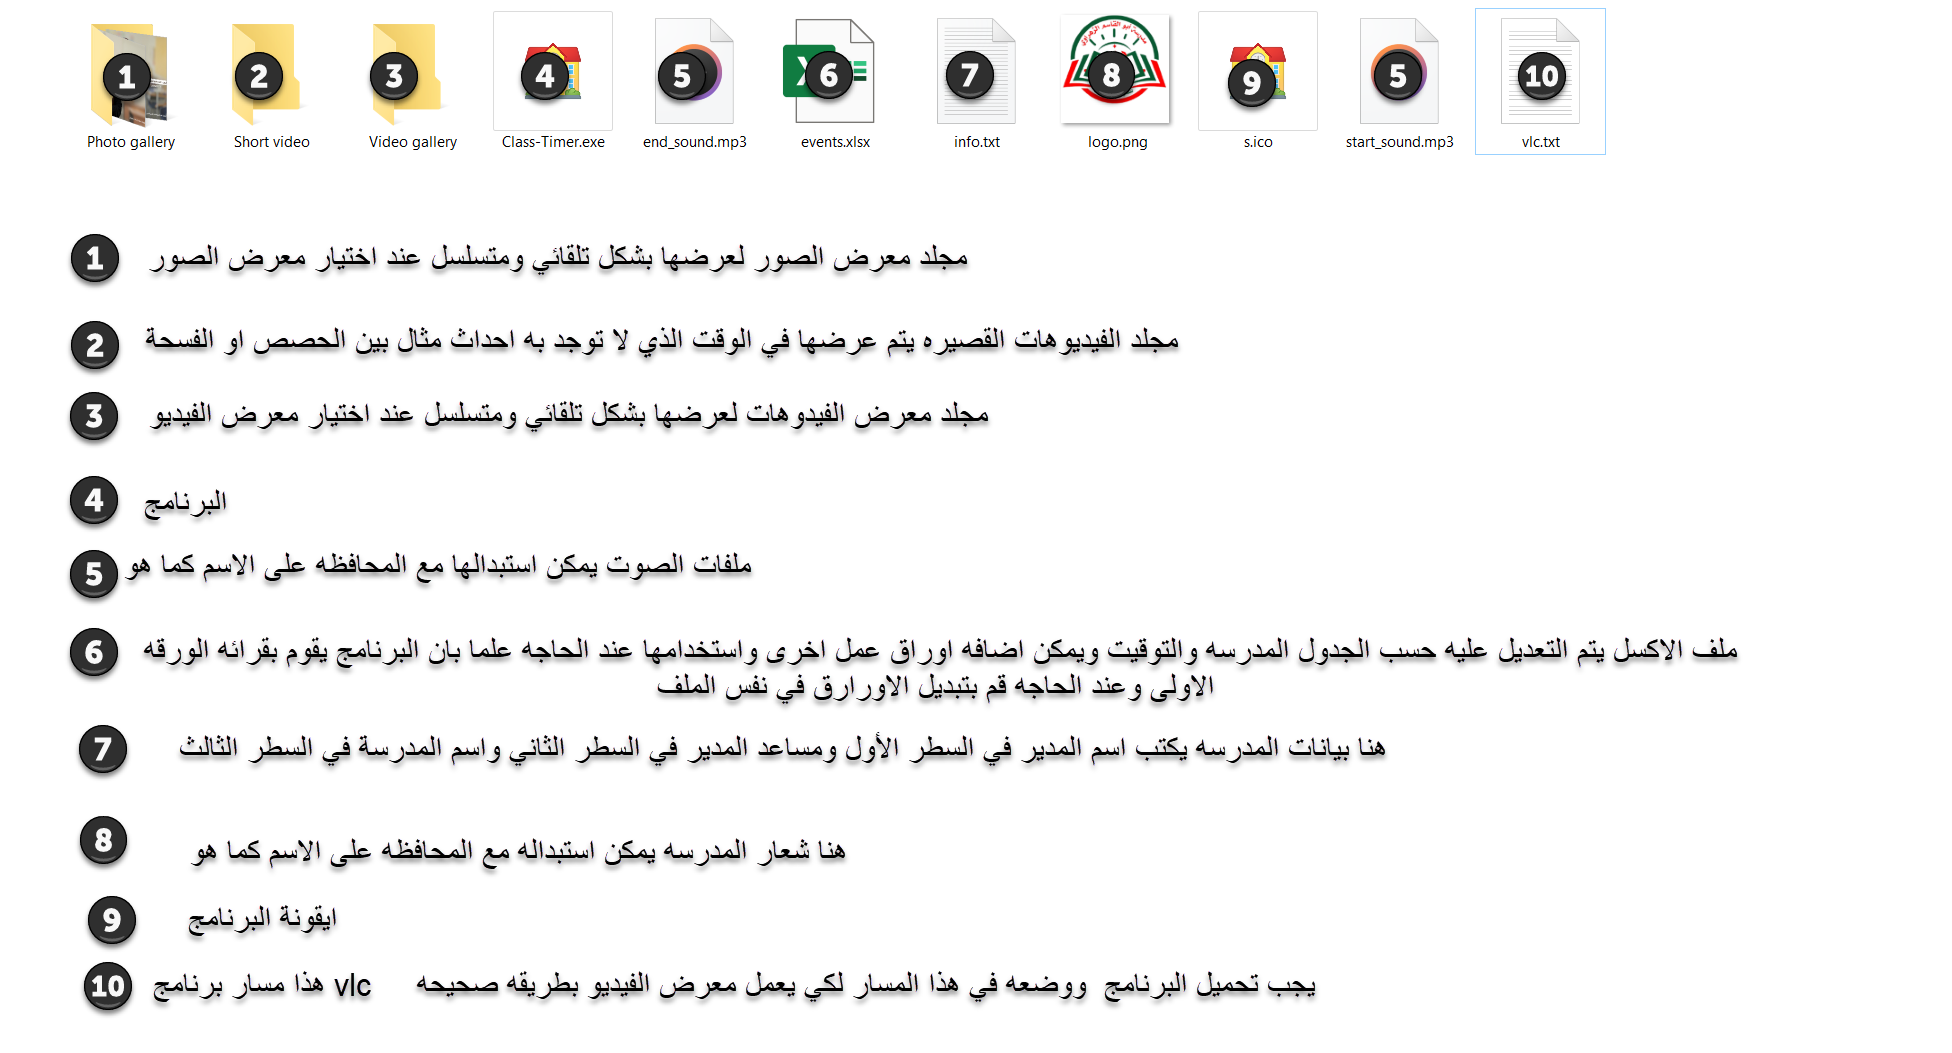 1 2 3 4 5 6 7 8 9 5 10
مدرسة أبو القاسم الزهراوي
Photo gallery Short video Video gallery Class-Timer.exe end_sound.mp3 events.xlsx info.txt logo.png s.ico start_sound.mp3 vlc.txt
1 مجلد معرض الصور لعرضها بشكل تلقائي ومتسلسل عند اختيار معرض الصور
2 مجلد الفيديوهات القصيره يتم عرضها في الوقت الذي لا توجد به احداث مثال بين الحصص او الفسحة
3 مجلد معرض الفيدوهات لعرضها بشكل تلقائي ومتسلسل عند اختيار معرض الفيديو
4 البرنامج
5 ملفات الصوت يمكن استبدالها مع المحافظه على الاسم كما هو
6 ملف الاكسل يتم التعديل عليه حسب الجدول المدرسه والتوقيت ويمكن اضافه اوراق عمل اخرى واستخدامها عند الحاجه علما بان البرنامج يقوم بقرائه الورقه
الاولى وعند الحاجه قم بتبديل الاورارق في نفس الملف
7 هنا بيانات المدرسه يكتب اسم المدير في السطر الأول ومساعد المدير في السطر الثاني واسم المدرسة في السطر الثالث
8 هنا شعار المدرسه يمكن استبداله مع المحافظه على الاسم كما هو
9 ايقونة البرنامج
10 هذا مسار برنامج vlc يجب تحميل البرنامج ووضعه في هذا المسار لكي يعمل معرض الفيديو بطريقه صحيحه